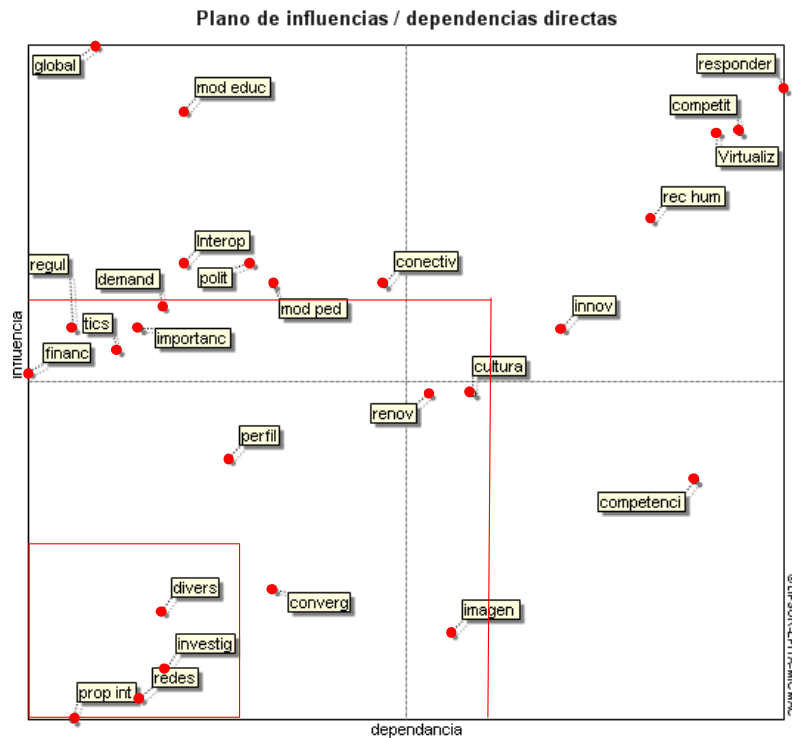 Plano de influencias / dependencias directas
global
responder
mod educ
competit
Virtualiz
rec hum
Interop
regul
polit
conectiv
demand
mod ped
innov
tics
importanc
financ
influencia
cultura
renov
perfil
competenci
divers
converg
imagen
investig
redes
prop int
dependancia